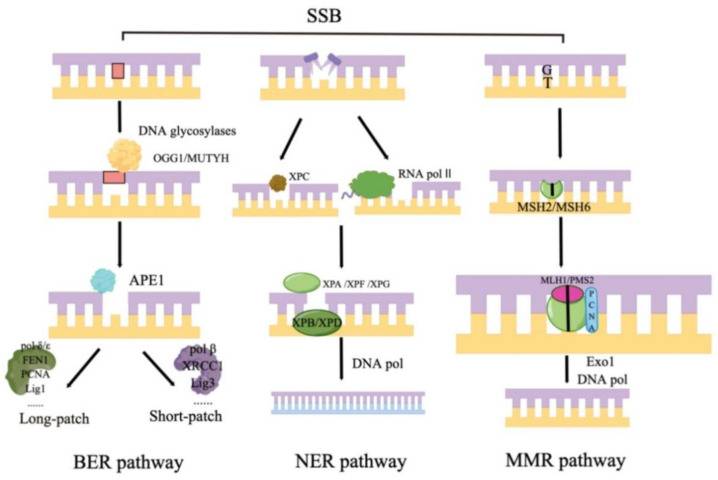 SSB
DNA glycosylases
OGG1/MUTYH
APE1
pol δ/ε
FEN1
PCNA
Lig1
......
Long-patch
pol β
XRCC1
Lig3
......
Short-patch
BER pathway
XPC
RNA pol II
XPA /XPF /XPG
XPB/XPD
DNA pol
NER pathway
G
T
MSH2/MSH6
MLH1/PMS2
P
C
N
A
Exo1
DNA pol
MMR pathway